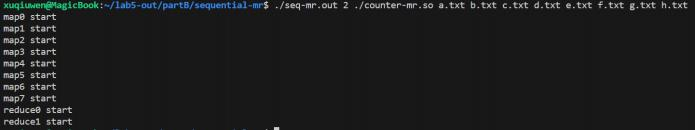 xuqiuwen@MagicBook:~/lab5-out/partB/sequential-mr$ ./seq-mr.out 2 ./counter-mr.so a.txt b.txt c.txt d.txt e.txt f.txt g.txt h.txt
map0 start
map1 start
map2 start
map3 start
map4 start
map5 start
map6 start
map7 start
reduce0 start
reduce1 start